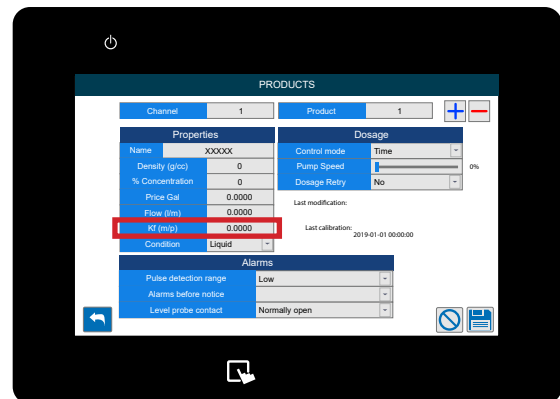 PRODUCTS
Channel 1 Product 1
Properties
Name XXXXX
Density (g/cc) 0
% Concentration 0
Price Gal 0.0000
Flow (l/m) 0.0000
Kf (m/p) 0.0000
Condition Liquid
Dosage
Control mode Time
Pump Speed 0%
Dosage Retry No
Last modification:
Last calibration:
2019-01-01 00:00:00
Alarms
Pulse detection range Low
Alarms before notice
Level probe contact Normally open